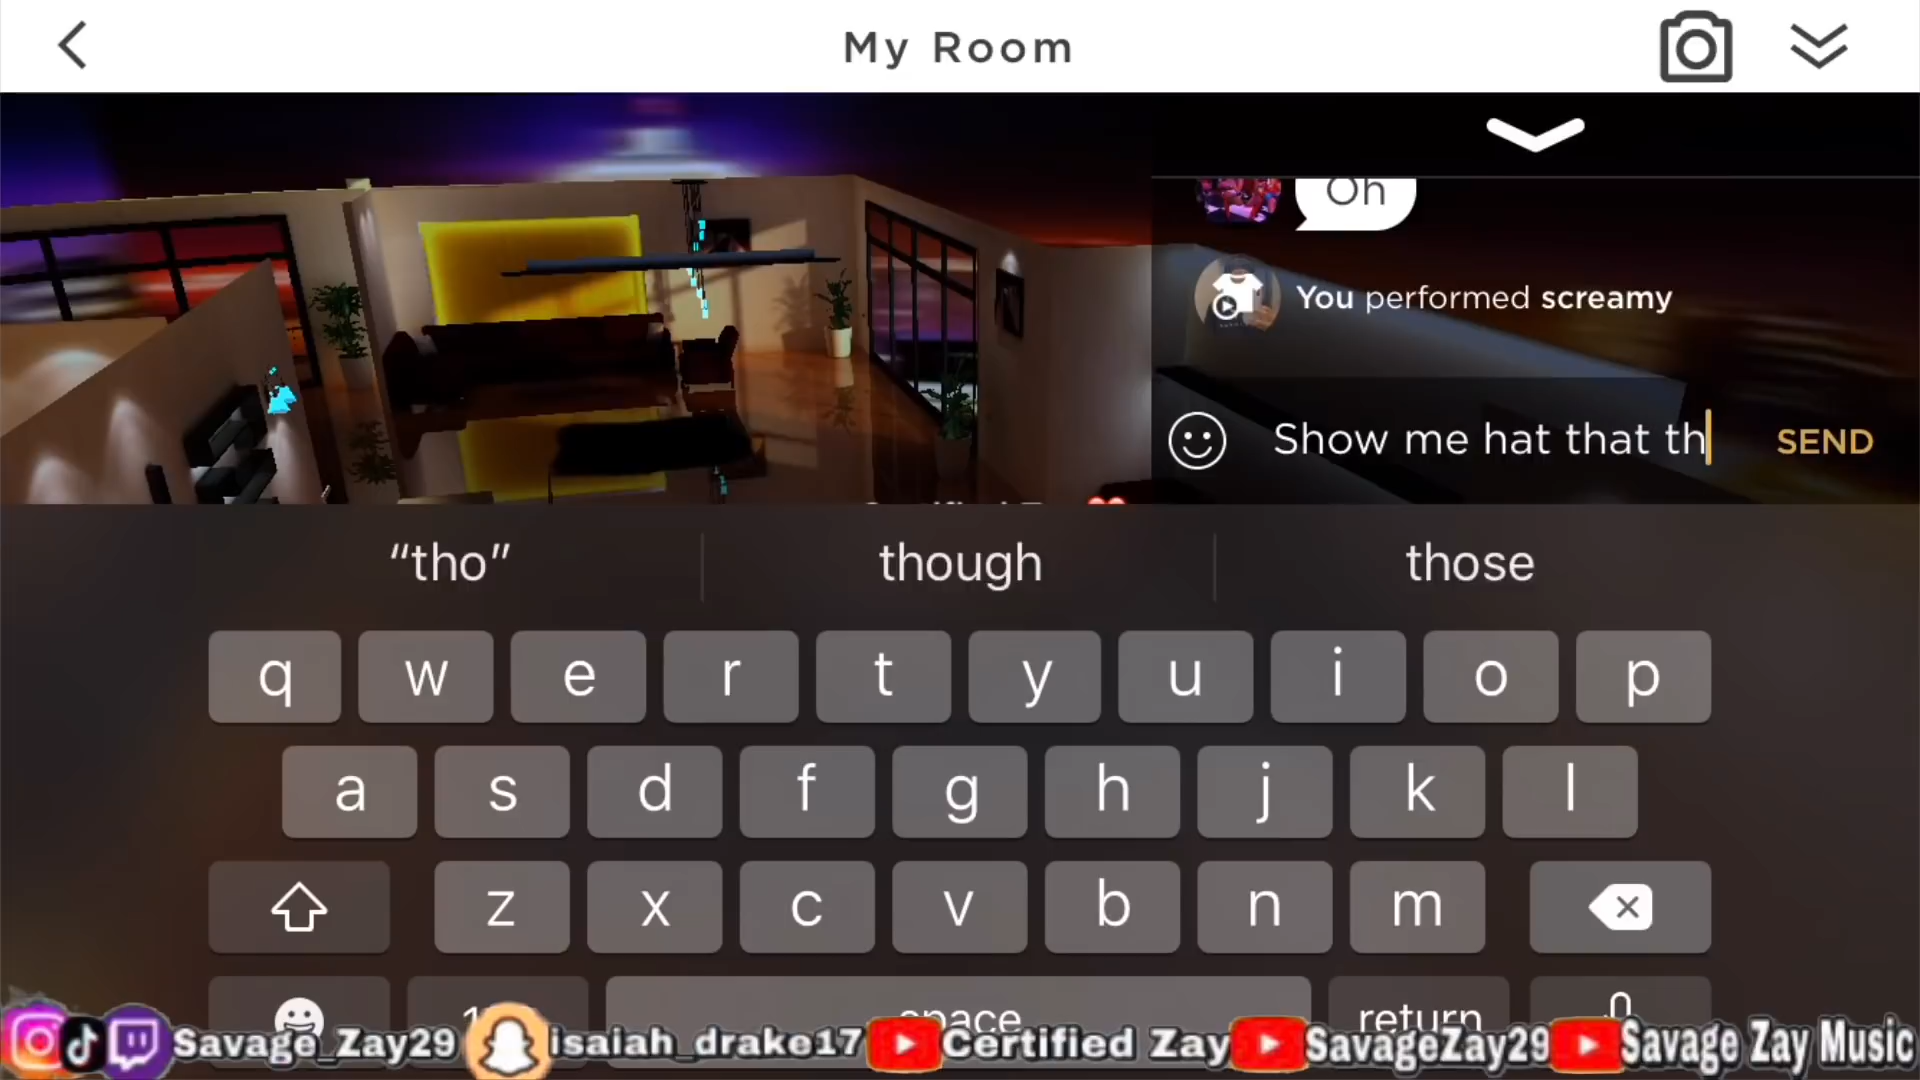 My Room
Oh
You performed screamy
Show me hat that th
SEND
“tho”
though
those
q w e r t y u i o p
a s d f g h j k l
z x c v b n m
space
return
Savage_Zay29
isaiah_drake17
Certified Zay
SavageZay29
Savage Zay Music